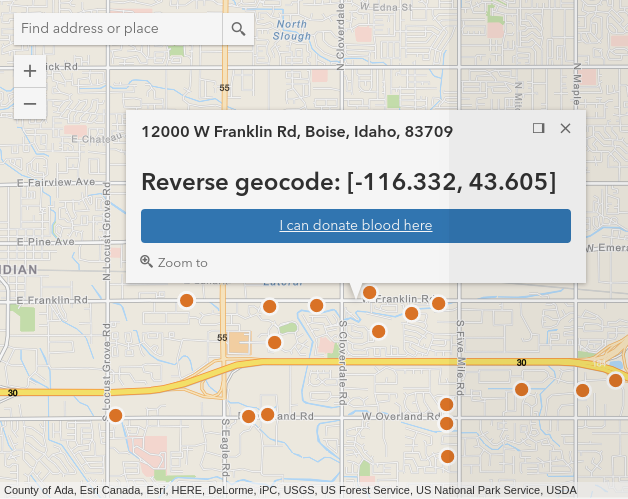 W Edna St
Find address or place
North
Slough
N Cloverdale
ick Rd
N Maple
55
E Chateau
12000 W Franklin Rd, Boise, Idaho, 83709
E Fairview Ave
Reverse geocode: [-116.332, 43.605]
N Locust Grove Rd
I can donate blood here
E Pine Ave
W Emera
Zoom to
DIAN
Lateral
E Franklin Rd
Franklin Rd
55
S Cloverdale Rd
S Five Mile Rd
30
S Locust Grove Rd
30
and Rd
W Overland Rd
S Eagle Rd
County of Ada, Esri Canada, Esri, HERE, DeLorme, iPC, USGS, US Forest Service, US National Park Service, USDA